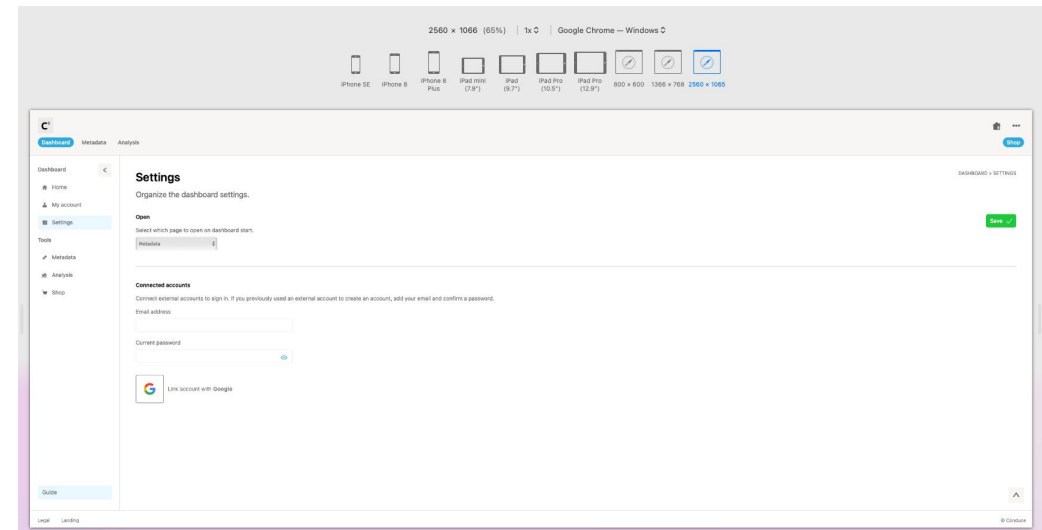 2560 × 1066 (65%) 1x Google Chrome — Windows
iPhone SE
iPhone 8
iPhone 8 Plus
iPad mini (7.9")
iPad (9.7")
iPad Pro (10.5")
iPad Pro (12.9")
800 × 600
1366 × 768
2560 × 1065
C
Dashboard Metadata Analysis Shop
Dashboard
Home
My account
Settings
Tools
Metadata
Analysis
Shop
Guide
Settings
DASHBOARD > SETTINGS
Organize the dashboard settings.
Open
Save
Select which page to open on dashboard start.
Metadata
Connected accounts
Connect external accounts to sign in. If you previously used an external account to create an account, add your email and confirm a password.
Email address
Current password
Link account with Google
Legal Landing © Conduce